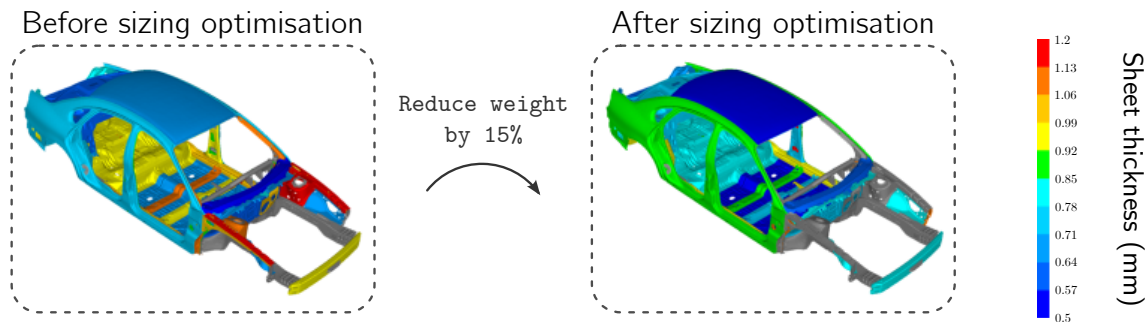 Before sizing optimisation
After sizing optimisation
Reduce weight
by 15%
1.2
1.13
1.06
0.99
0.92
0.85
0.78
0.71
0.64
0.57
0.5
Sheet thickness (mm)